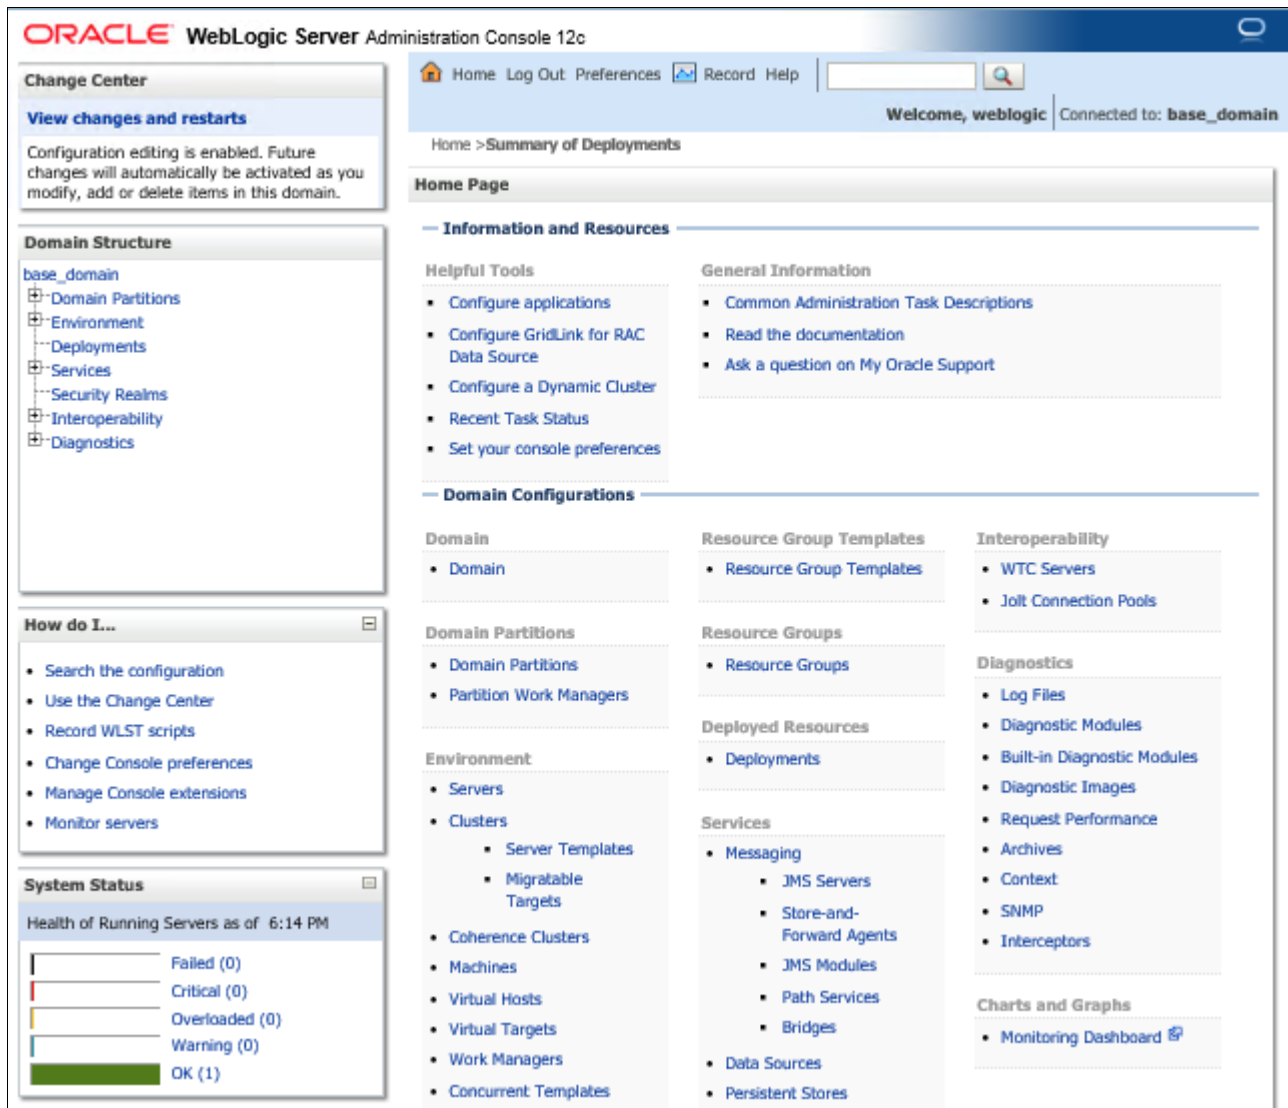 ORACLE WebLogic Server Administration Console 12c
Change Center
View changes and restarts
Configuration editing is enabled. Future
changes will automatically be activated as you
modify, add or delete items in this domain.
Domain Structure
base_domain
Domain Partitions
Environment
Deployments
Services
Security Realms
Interoperability
Diagnostics
How do I...
Search the configuration
Use the Change Center
Record WLST scripts
Change Console preferences
Manage Console extensions
Monitor servers
System Status
Health of Running Servers as of 6:14 PM
Failed (0)
Critical (0)
Overloaded (0)
Warning (0)
OK (1)
Home Log Out Preferences Record Help
Welcome, weblogic Connected to: base_domain
Home >Summary of Deployments
Home Page
Information and Resources
Helpful Tools
Configure applications
Configure GridLink for RAC
Data Source
Configure a Dynamic Cluster
Recent Task Status
Set your console preferences
General Information
Common Administration Task Descriptions
Read the documentation
Ask a question on My Oracle Support
Domain Configurations
Domain
Domain
Domain Partitions
Domain Partitions
Partition Work Managers
Environment
Servers
Clusters
Server Templates
Migratable
Targets
Coherence Clusters
Machines
Virtual Hosts
Virtual Targets
Work Managers
Concurrent Templates
Resource Group Templates
Resource Group Templates
Resource Groups
Resource Groups
Deployed Resources
Deployments
Services
Messaging
JMS Servers
Store-and-
Forward Agents
JMS Modules
Path Services
Bridges
Data Sources
Persistent Stores
Interoperability
WTC Servers
Jolt Connection Pools
Diagnostics
Log Files
Diagnostic Modules
Built-in Diagnostic Modules
Diagnostic Images
Request Performance
Archives
Context
SNMP
Interceptors
Charts and Graphs
Monitoring Dashboard